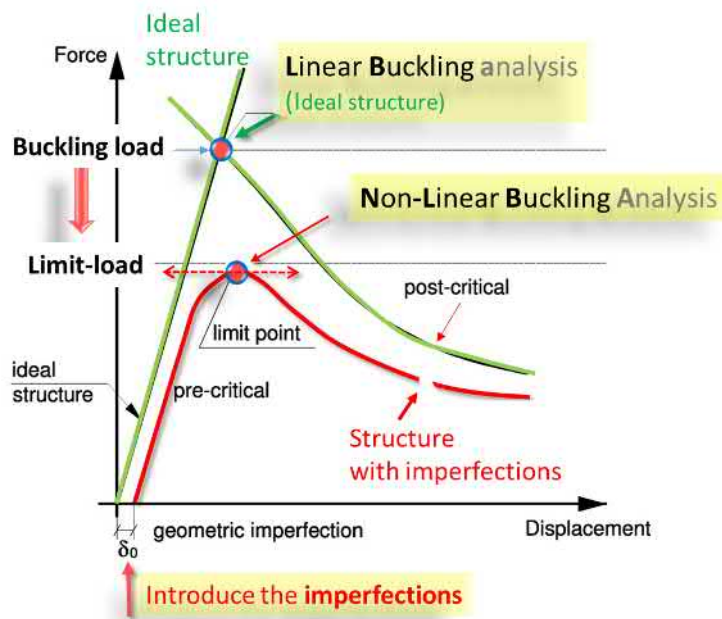 Ideal
structure
Force
Linear Buckling analysis
(Ideal structure)
Buckling load
Non-Linear Buckling Analysis
Limit-load
post-critical
limit point
ideal
structure
pre-critical
Structure
with imperfections
geometric imperfection
Displacement
δ0
Introduce the imperfections